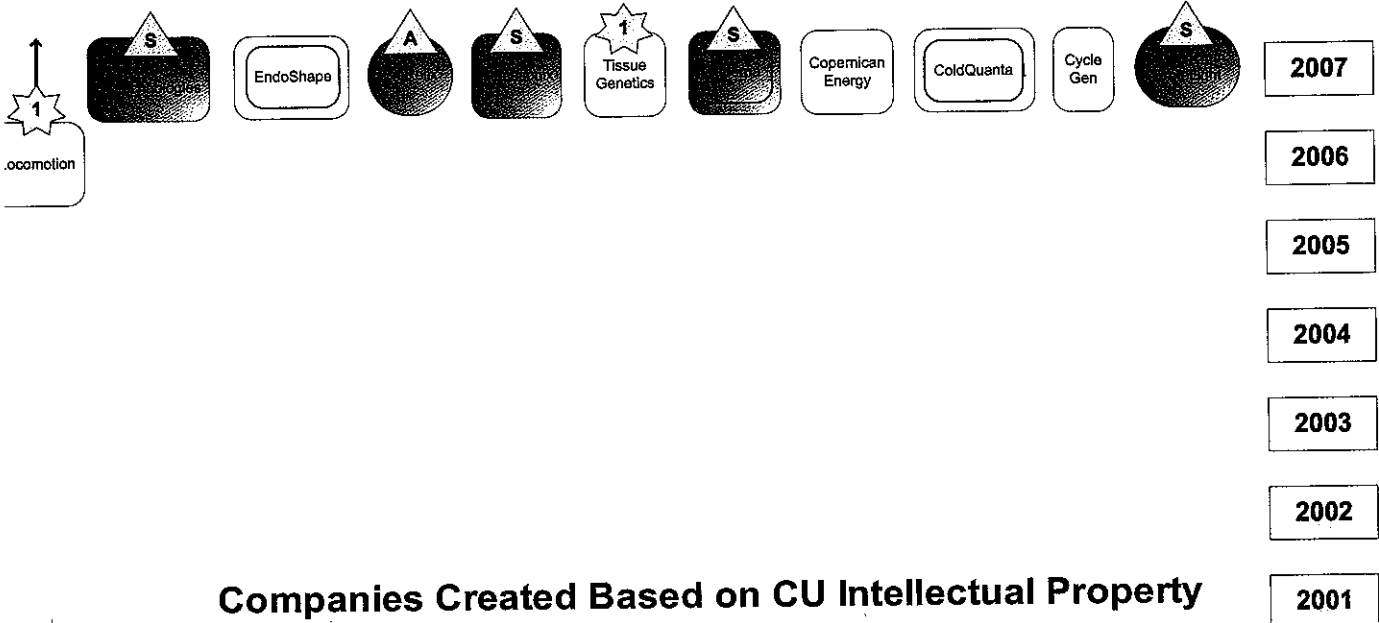 S
EndoShape
A
S
1
Tissue
Genetics
S
Copernican
Energy
ColdQuanta
Cycle
Gen
S
2007
1
.ocomotion
2006
2005
2004
2003
2002
Companies Created Based on CU Intellectual Property
2001